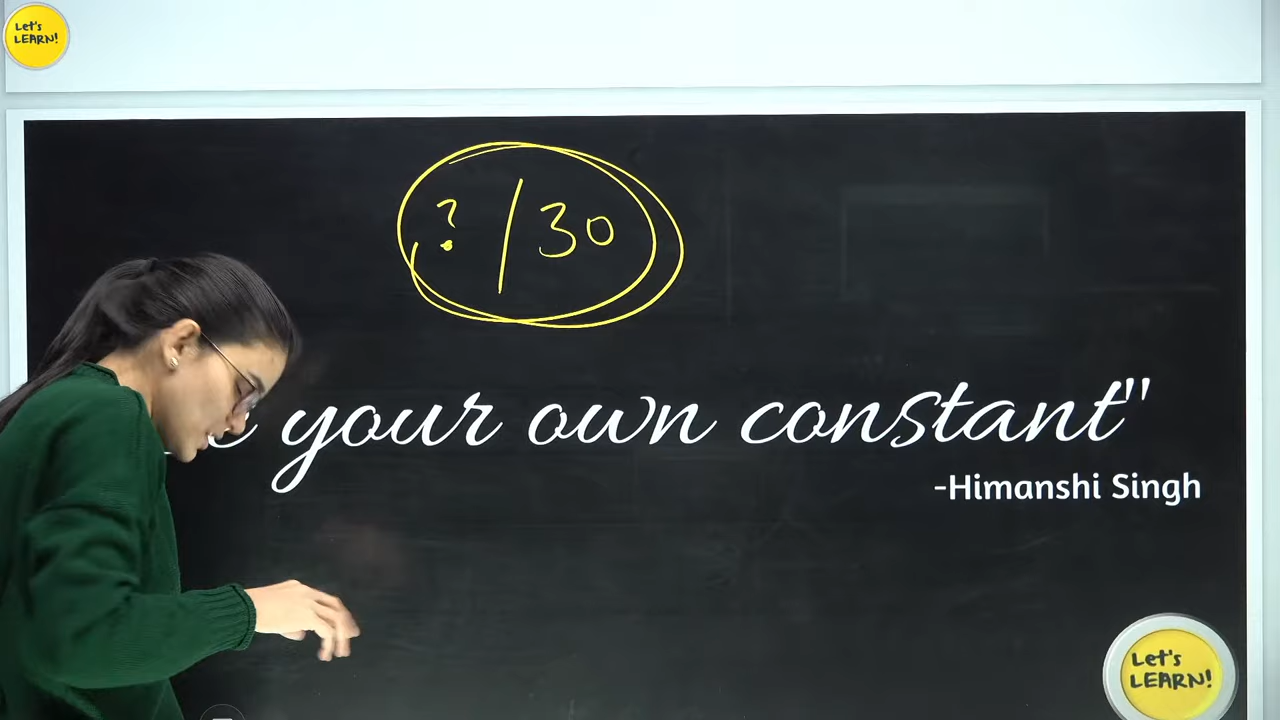 Let's
LEARN!
? / 30
your own constant"
-Himanshi Singh
Let's
LEARN!